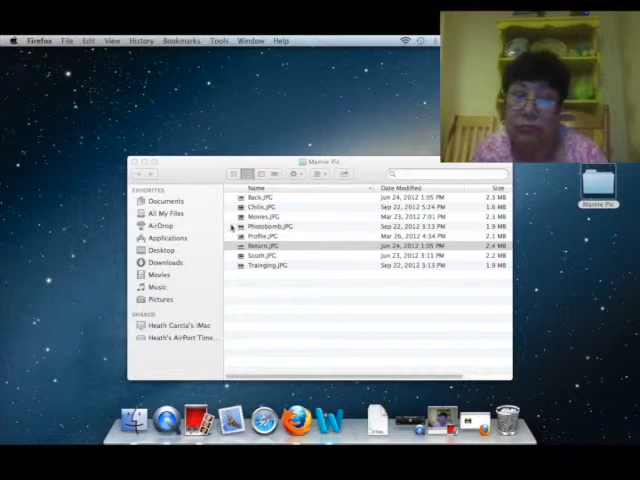 Firefox File Edit View History Bookmarks Tools Window Help
Mamie Pic
FAVORITES
Documents
All My Files
AirDrop
Applications
Desktop
Downloads
Movies
Music
Pictures
SHARED
Heath Garcia's iMac
Heath's AirPort Time...
Name Date Modified Size
Back.JPG Jun 24, 2012 1:05 PM 2.3 MB
Chilis.JPG Sep 22, 2012 5:24 PM 1.6 MB
Movies.JPG Mar 23, 2012 7:01 PM 2.3 MB
Photobomb.JPG Sep 22, 2012 3:13 PM 1.9 MB
Profile.JPG Mar 26, 2012 4:34 PM 2.1 MB
Return.JPG Jun 24, 2012 1:05 PM 2.4 MB
South.JPG Jun 23, 2012 3:11 PM 2.2 MB
Trainging.JPG Sep 22, 2012 3:13 PM 1.9 MB
Mamie Pic
HTML